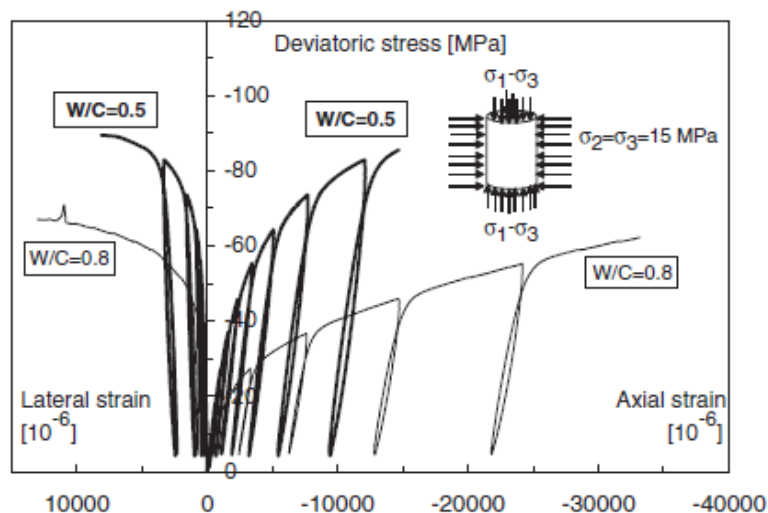 120
Deviatoric stress [MPa]
-100
σ1-σ3
W/C=0.5
W/C=0.5
σ2=σ3=15 MPa
-80
σ1-σ3
-60
W/C=0.8
W/C=0.8
-40
-20
Lateral strain
[10-6]
Axial strain
[10-6]
0
10000
0
-10000
-20000
-30000
-40000